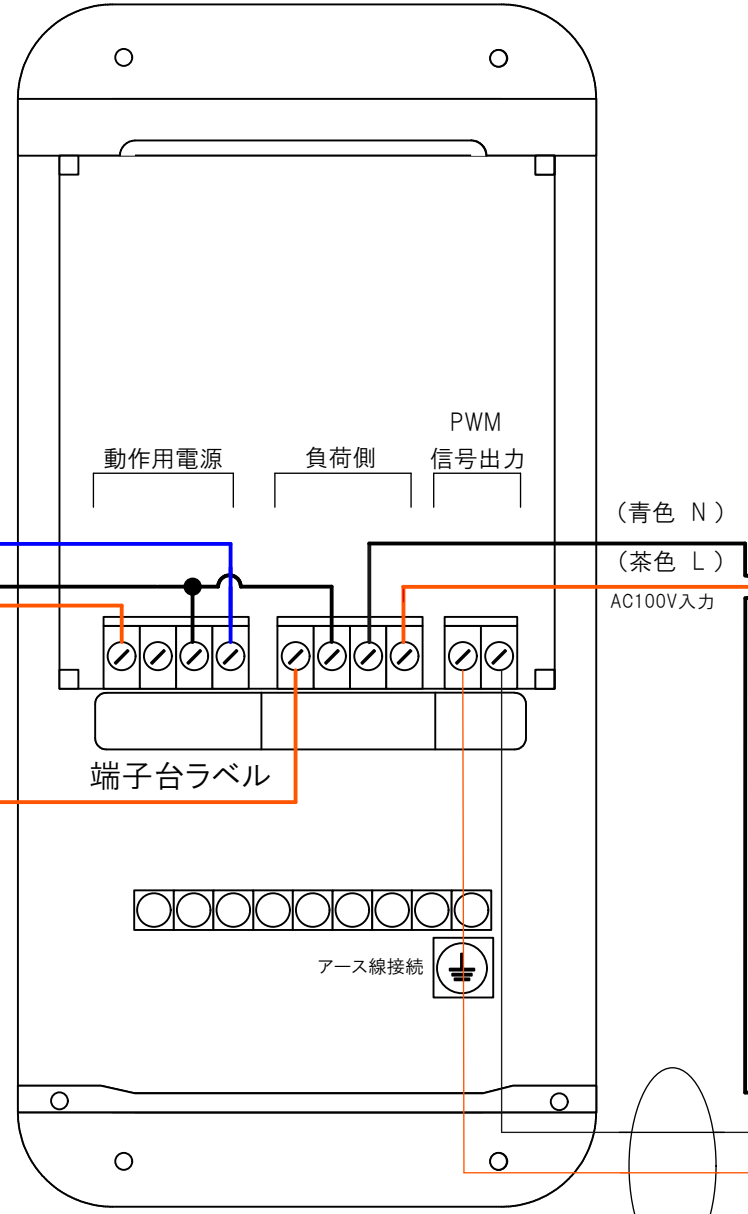 PWM
動作用電源
負荷側
信号出力
（青色 N）
（茶色 L）
AC100V入力
端子台ラベル
アース線接続